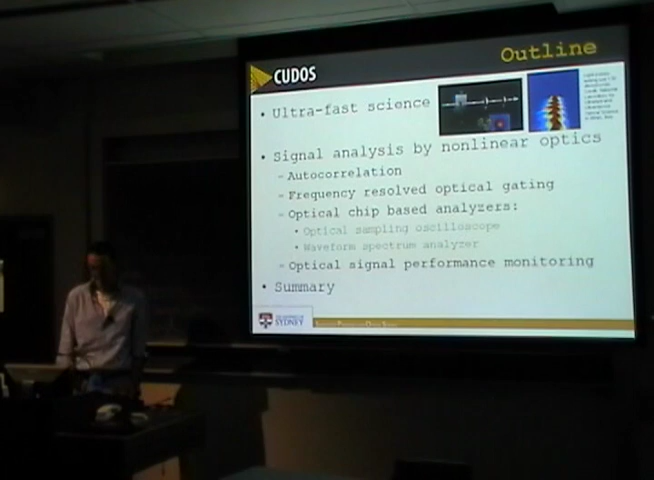 Outline
CUDOS
• Ultra-fast science
• Signal analysis by nonlinear optics
- Autocorrelation
- Frequency resolved optical gating
- Optical chip based analyzers:
• Optical sampling oscilloscope
• Waveform spectrum analyzer
- Optical signal performance monitoring
• Summary
SYDNEY